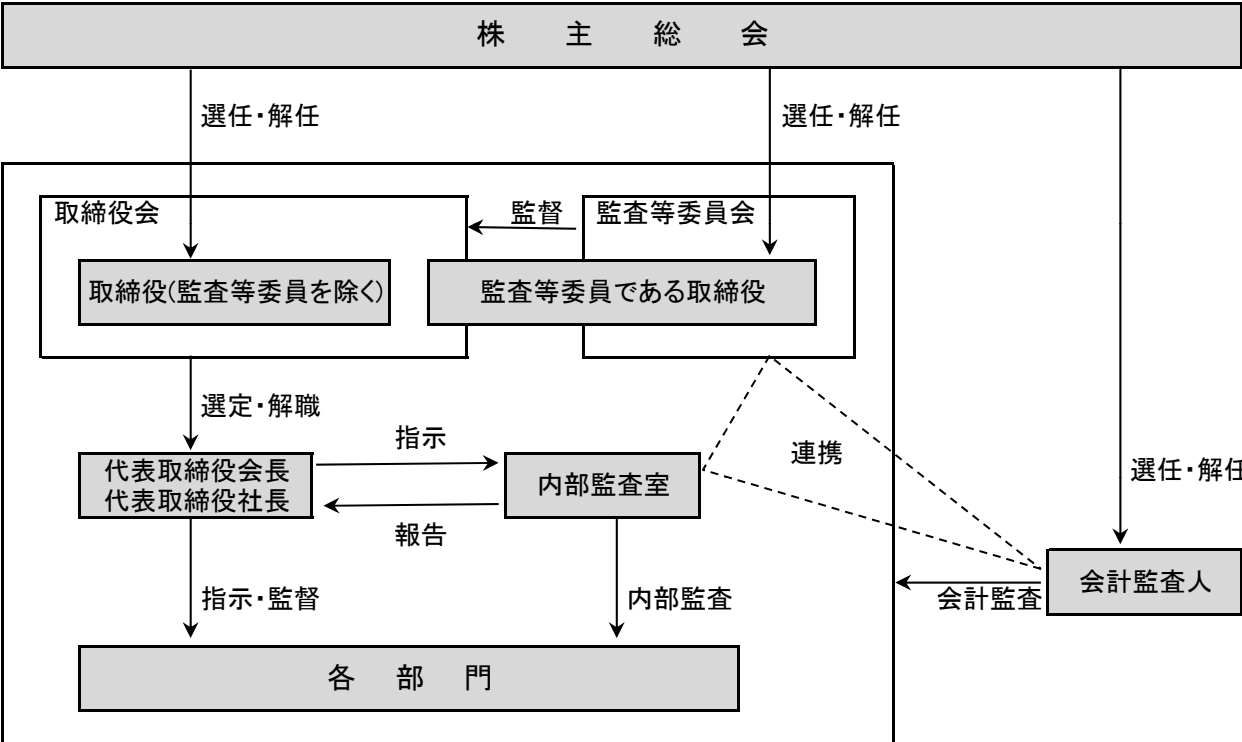 株 主 総 会
選任・解任
選任・解任
取締役会
監督
監査等委員会
取締役(監査等委員を除く)
監査等委員である取締役
選定・解職
指示
連携
代表取締役会長
代表取締役社長
内部監査室
選任・解任
報告
会計監査人
指示・監督
内部監査
会計監査
各 部 門